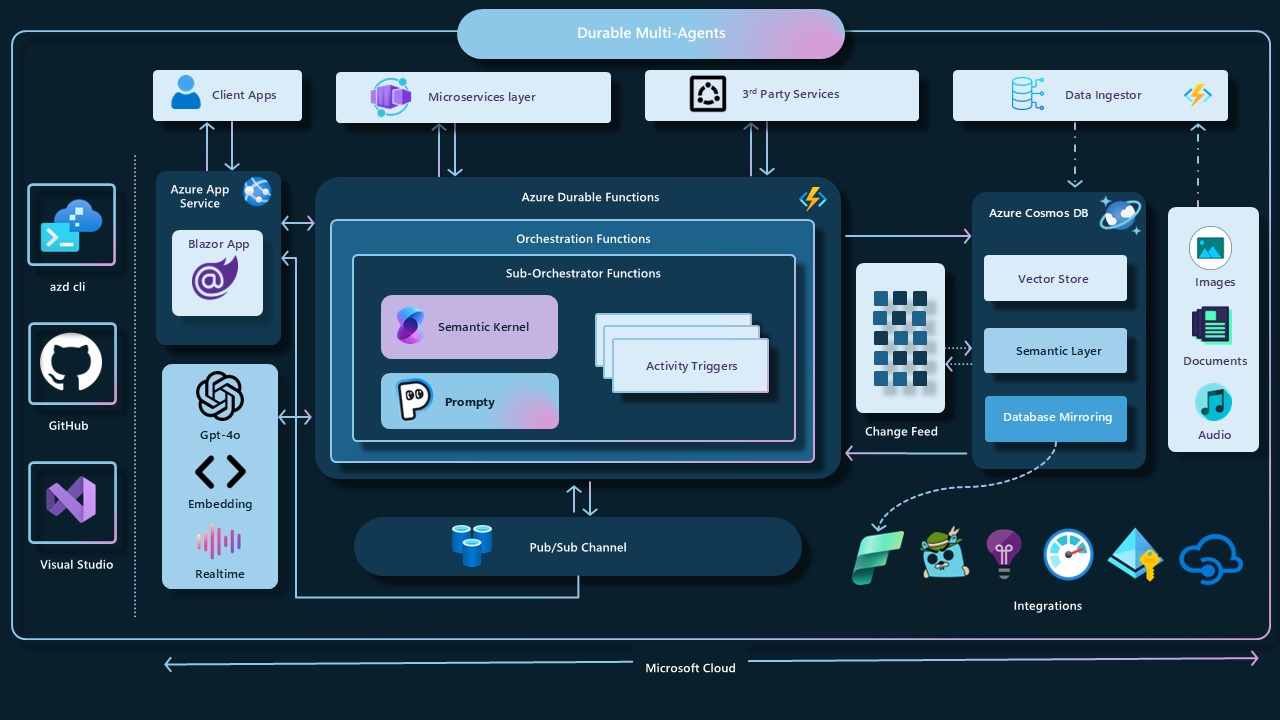 Durable Multi-Agents
Client Apps
Microservices layer
3rd Party Services
Data Ingestor
azd cli
GitHub
Visual Studio
Azure App
Service
Blazor App
@
Gpt-4o
Embedding
Realtime
Azure Durable Functions
Orchestration Functions
Sub-Orchestrator Functions
Semantic Kernel
Prompty
Activity Triggers
Pub/Sub Channel
Change Feed
Azure Cosmos DB
Vector Store
Semantic Layer
Database Mirroring
Images
Documents
Audio
Integrations
Microsoft Cloud